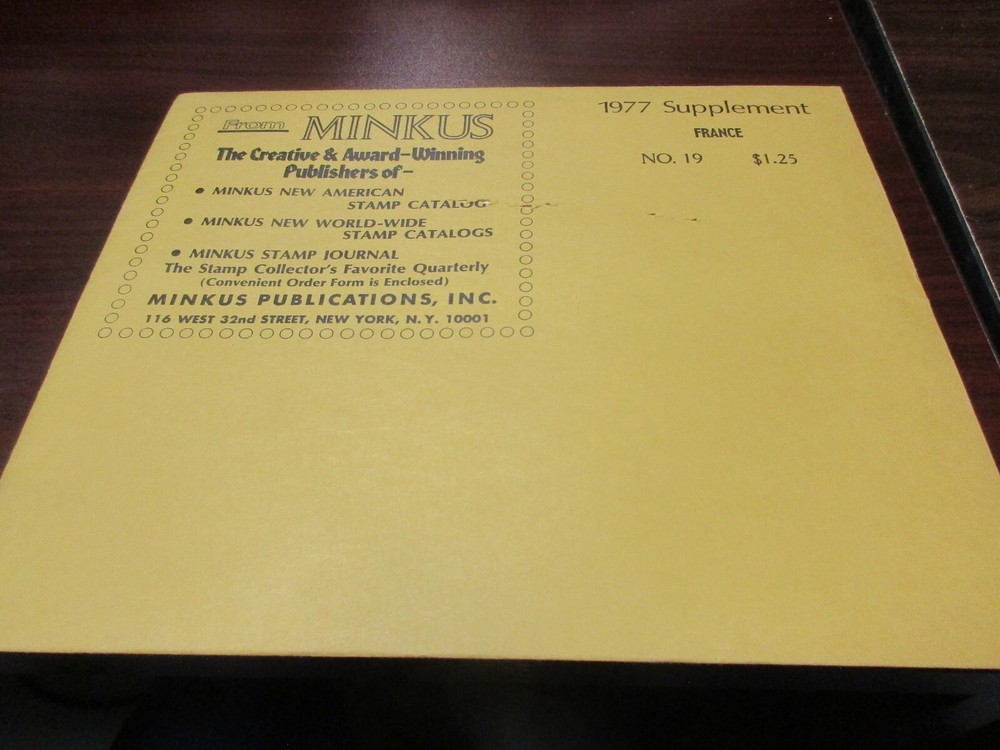 From MINKUS
The Creative & Award-Winning
Publishers of-
• MINKUS NEW AMERICAN
STAMP CATALOG
• MINKUS NEW WORLD-WIDE
STAMP CATALOGS
• MINKUS STAMP JOURNAL
The Stamp Collector's Favorite Quarterly
(Convenient Order Form is Enclosed)
MINKUS PUBLICATIONS, INC.
116 WEST 32nd STREET, NEW YORK, N.Y. 10001
1977 Supplement
FRANCE
NO. 19 $1.25